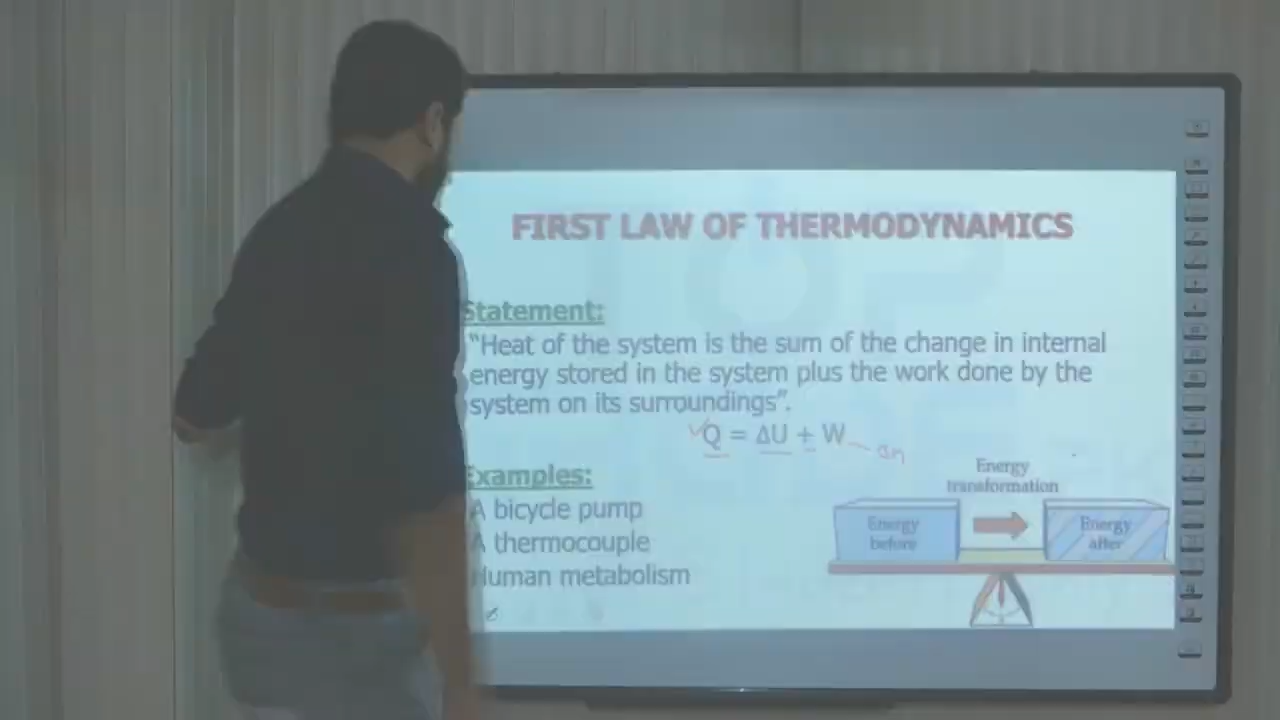 FIRST LAW OF THERMODYNAMICS
Statement:
“Heat of the system is the sum of the change in internal
energy stored in the system plus the work done by the
system on its surroundings”.
Q = ΔU + W
on
Examples:
A bicycle pump
A thermocouple
Human metabolism
Energy
transformation
Energy
before
Energy
after